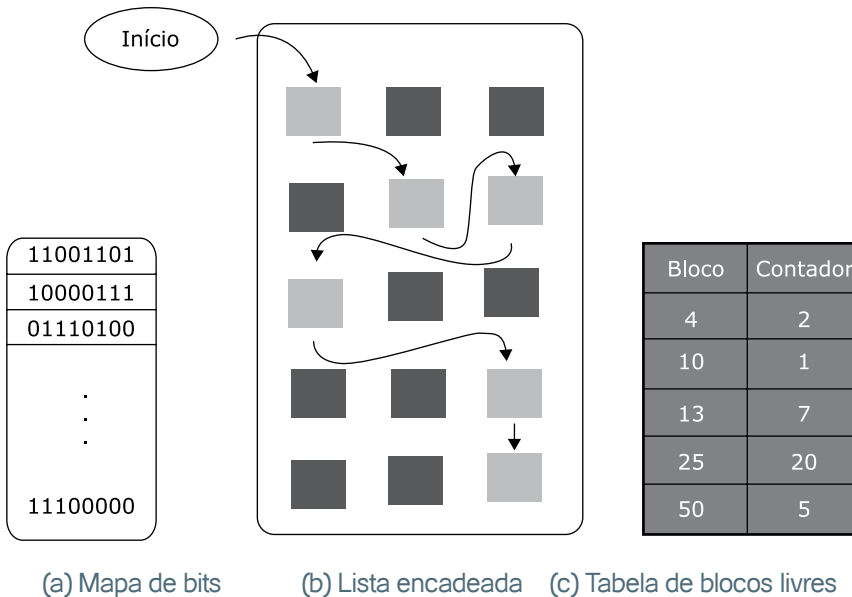 Início
11001101
10000111
01110100
.
.
.
11100000
Bloco Contador
4 2
10 1
13 7
25 20
50 5
(a) Mapa de bits
(b) Lista encadeada
(c) Tabela de blocos livres